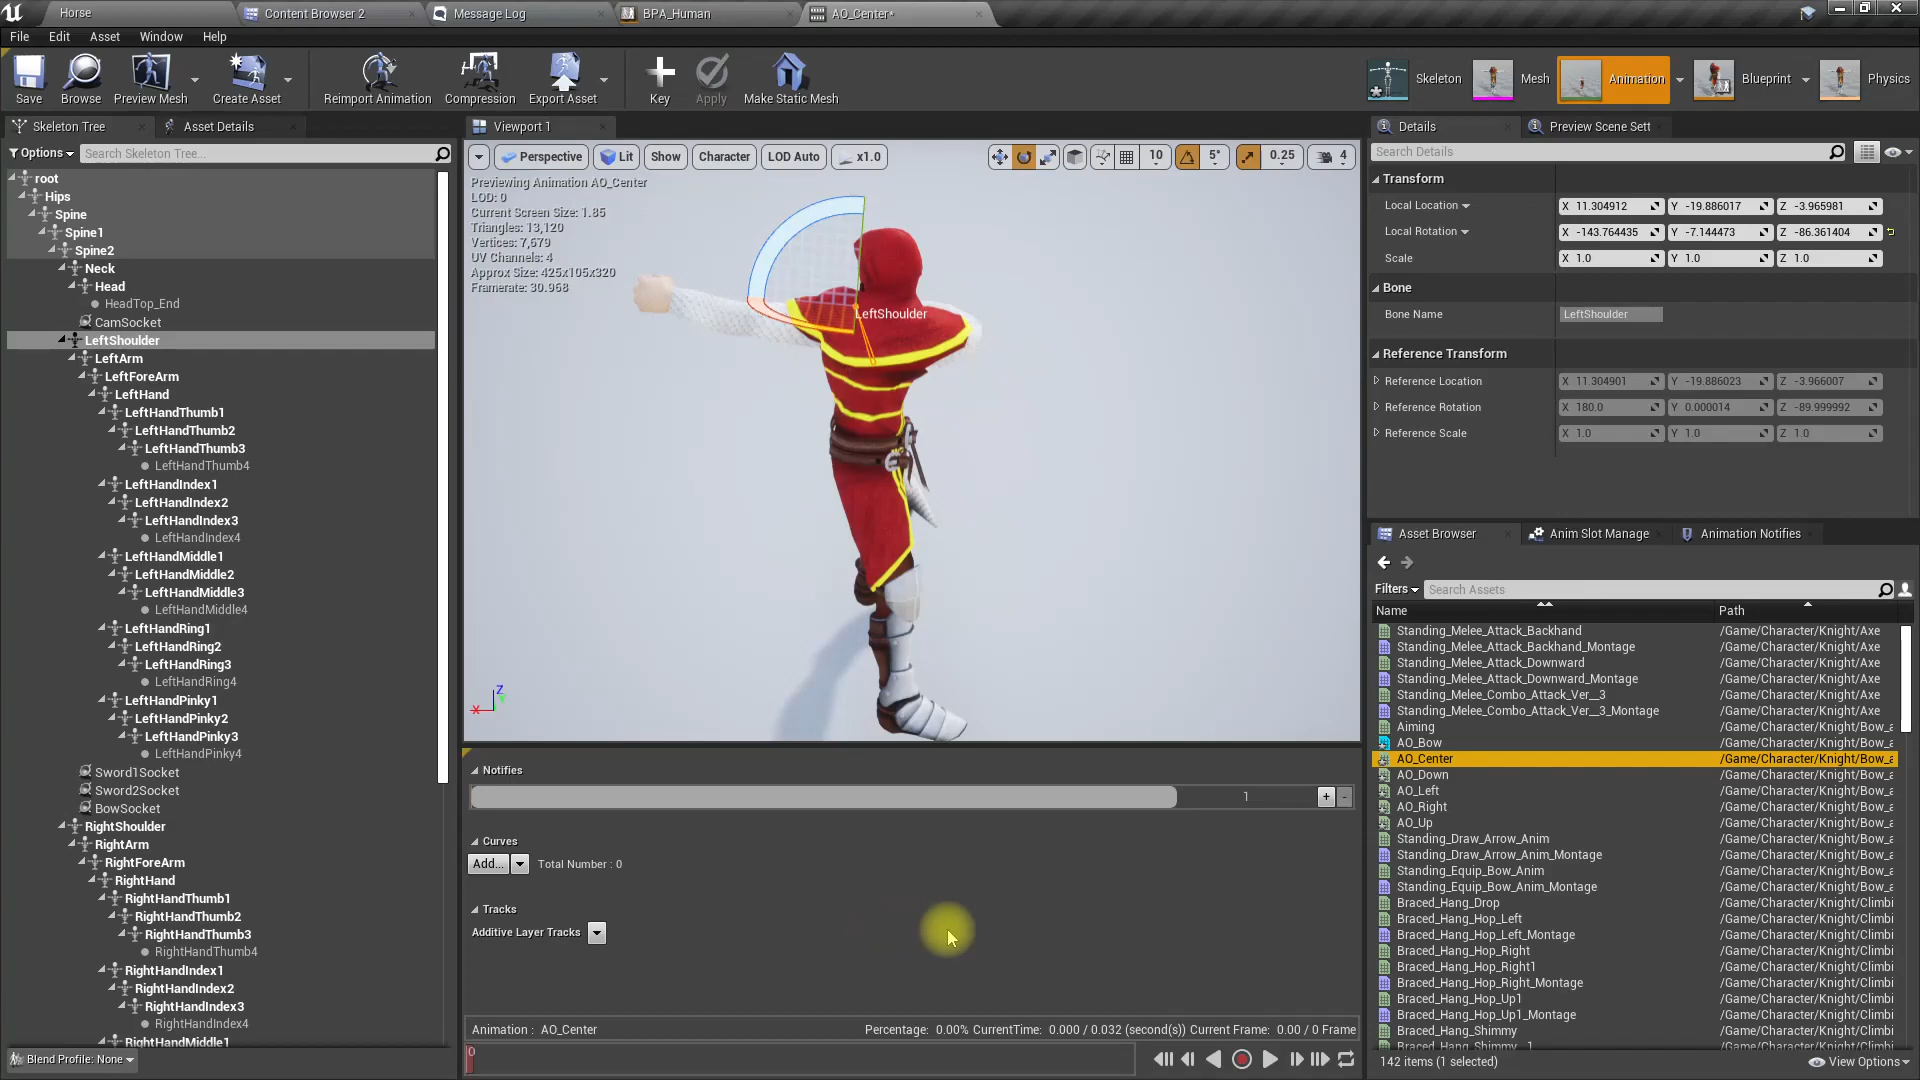 Horse
Content Browser 2
Message Log
BPA_Human
AO_Center*
File Edit Asset Window Help
Save
Browse
Preview Mesh
Create Asset
Reimport Animation
Compression
Export Asset
Key
Apply
Make Static Mesh
Skeleton
Mesh
Animation
Blueprint
Physics
Skeleton Tree
Asset Details
Viewport 1
Details
Preview Scene Sett
Options
Search Skeleton Tree...
Perspective
Lit
Show
Character
LOD Auto
x1.0
10
5°
0.25
4
Search Details
root
Hips
Spine
Spine1
Spine2
Neck
Head
HeadTop_End
CamSocket
LeftShoulder
LeftArm
LeftForeArm
LeftHand
LeftHandThumb1
LeftHandThumb2
LeftHandThumb3
LeftHandThumb4
LeftHandIndex1
LeftHandIndex2
LeftHandIndex3
LeftHandIndex4
LeftHandMiddle1
LeftHandMiddle2
LeftHandMiddle3
LeftHandMiddle4
LeftHandRing1
LeftHandRing2
LeftHandRing3
LeftHandRing4
LeftHandPinky1
LeftHandPinky2
LeftHandPinky3
LeftHandPinky4
Sword1Socket
Sword2Socket
BowSocket
RightShoulder
RightArm
RightForeArm
RightHand
RightHandThumb1
RightHandThumb2
RightHandThumb3
RightHandThumb4
RightHandIndex1
RightHandIndex2
RightHandIndex3
RightHandIndex4
RightHandMiddle1
Blend Profile: None
Previewing Animation AO_Center
LOD: 0
Current Screen Size: 1.85
Triangles: 13,120
Vertices: 7,679
UV Channels: 4
Approx Size: 425x105x320
Framerate: 30.968
LeftShoulder
Z
X
Notifies
1
+
-
Curves
Add...
Total Number : 0
Tracks
Additive Layer Tracks
Animation : AO_Center
Percentage: 0.00% CurrentTime: 0.000 / 0.032 (second(s)) Current Frame: 0.00 / 0 Frame
0
Transform
Local Location X 11.304912 Y -19.886017 Z -3.965981
Local Rotation X -143.764435 Y -7.144473 Z -86.361404
Scale X 1.0 Y 1.0 Z 1.0
Bone
Bone Name LeftShoulder
Reference Transform
Reference Location X 11.304901 Y -19.886023 Z -3.966007
Reference Rotation X 180.0 Y 0.000014 Z -89.999992
Reference Scale X 1.0 Y 1.0 Z 1.0
Asset Browser
Anim Slot Manage
Animation Notifies
Filters
Search Assets
Name Path
Standing_Melee_Attack_Backhand /Game/Character/Knight/Axe
Standing_Melee_Attack_Backhand_Montage /Game/Character/Knight/Axe
Standing_Melee_Attack_Downward /Game/Character/Knight/Axe
Standing_Melee_Attack_Downward_Montage /Game/Character/Knight/Axe
Standing_Melee_Combo_Attack_Ver__3 /Game/Character/Knight/Axe
Standing_Melee_Combo_Attack_Ver__3_Montage /Game/Character/Knight/Axe
Aiming /Game/Character/Knight/Bow_a
AO_Bow /Game/Character/Knight/Bow_a
AO_Center /Game/Character/Knight/Bow_a
AO_Down /Game/Character/Knight/Bow_a
AO_Left /Game/Character/Knight/Bow_a
AO_Right /Game/Character/Knight/Bow_a
AO_Up /Game/Character/Knight/Bow_a
Standing_Draw_Arrow_Anim /Game/Character/Knight/Bow_a
Standing_Draw_Arrow_Anim_Montage /Game/Character/Knight/Bow_a
Standing_Equip_Bow_Anim /Game/Character/Knight/Bow_a
Standing_Equip_Bow_Anim_Montage /Game/Character/Knight/Bow_a
Braced_Hang_Drop /Game/Character/Knight/Climbi
Braced_Hang_Hop_Left /Game/Character/Knight/Climbi
Braced_Hang_Hop_Left_Montage /Game/Character/Knight/Climbi
Braced_Hang_Hop_Right /Game/Character/Knight/Climbi
Braced_Hang_Hop_Right1 /Game/Character/Knight/Climbi
Braced_Hang_Hop_Right_Montage /Game/Character/Knight/Climbi
Braced_Hang_Hop_Up1 /Game/Character/Knight/Climbi
Braced_Hang_Hop_Up1_Montage /Game/Character/Knight/Climbi
Braced_Hang_Shimmy /Game/Character/Knight/Climbi
Braced_Hang_Shimmy_1 /Game/Character/Knight/Climbi
142 items (1 selected)
View Options